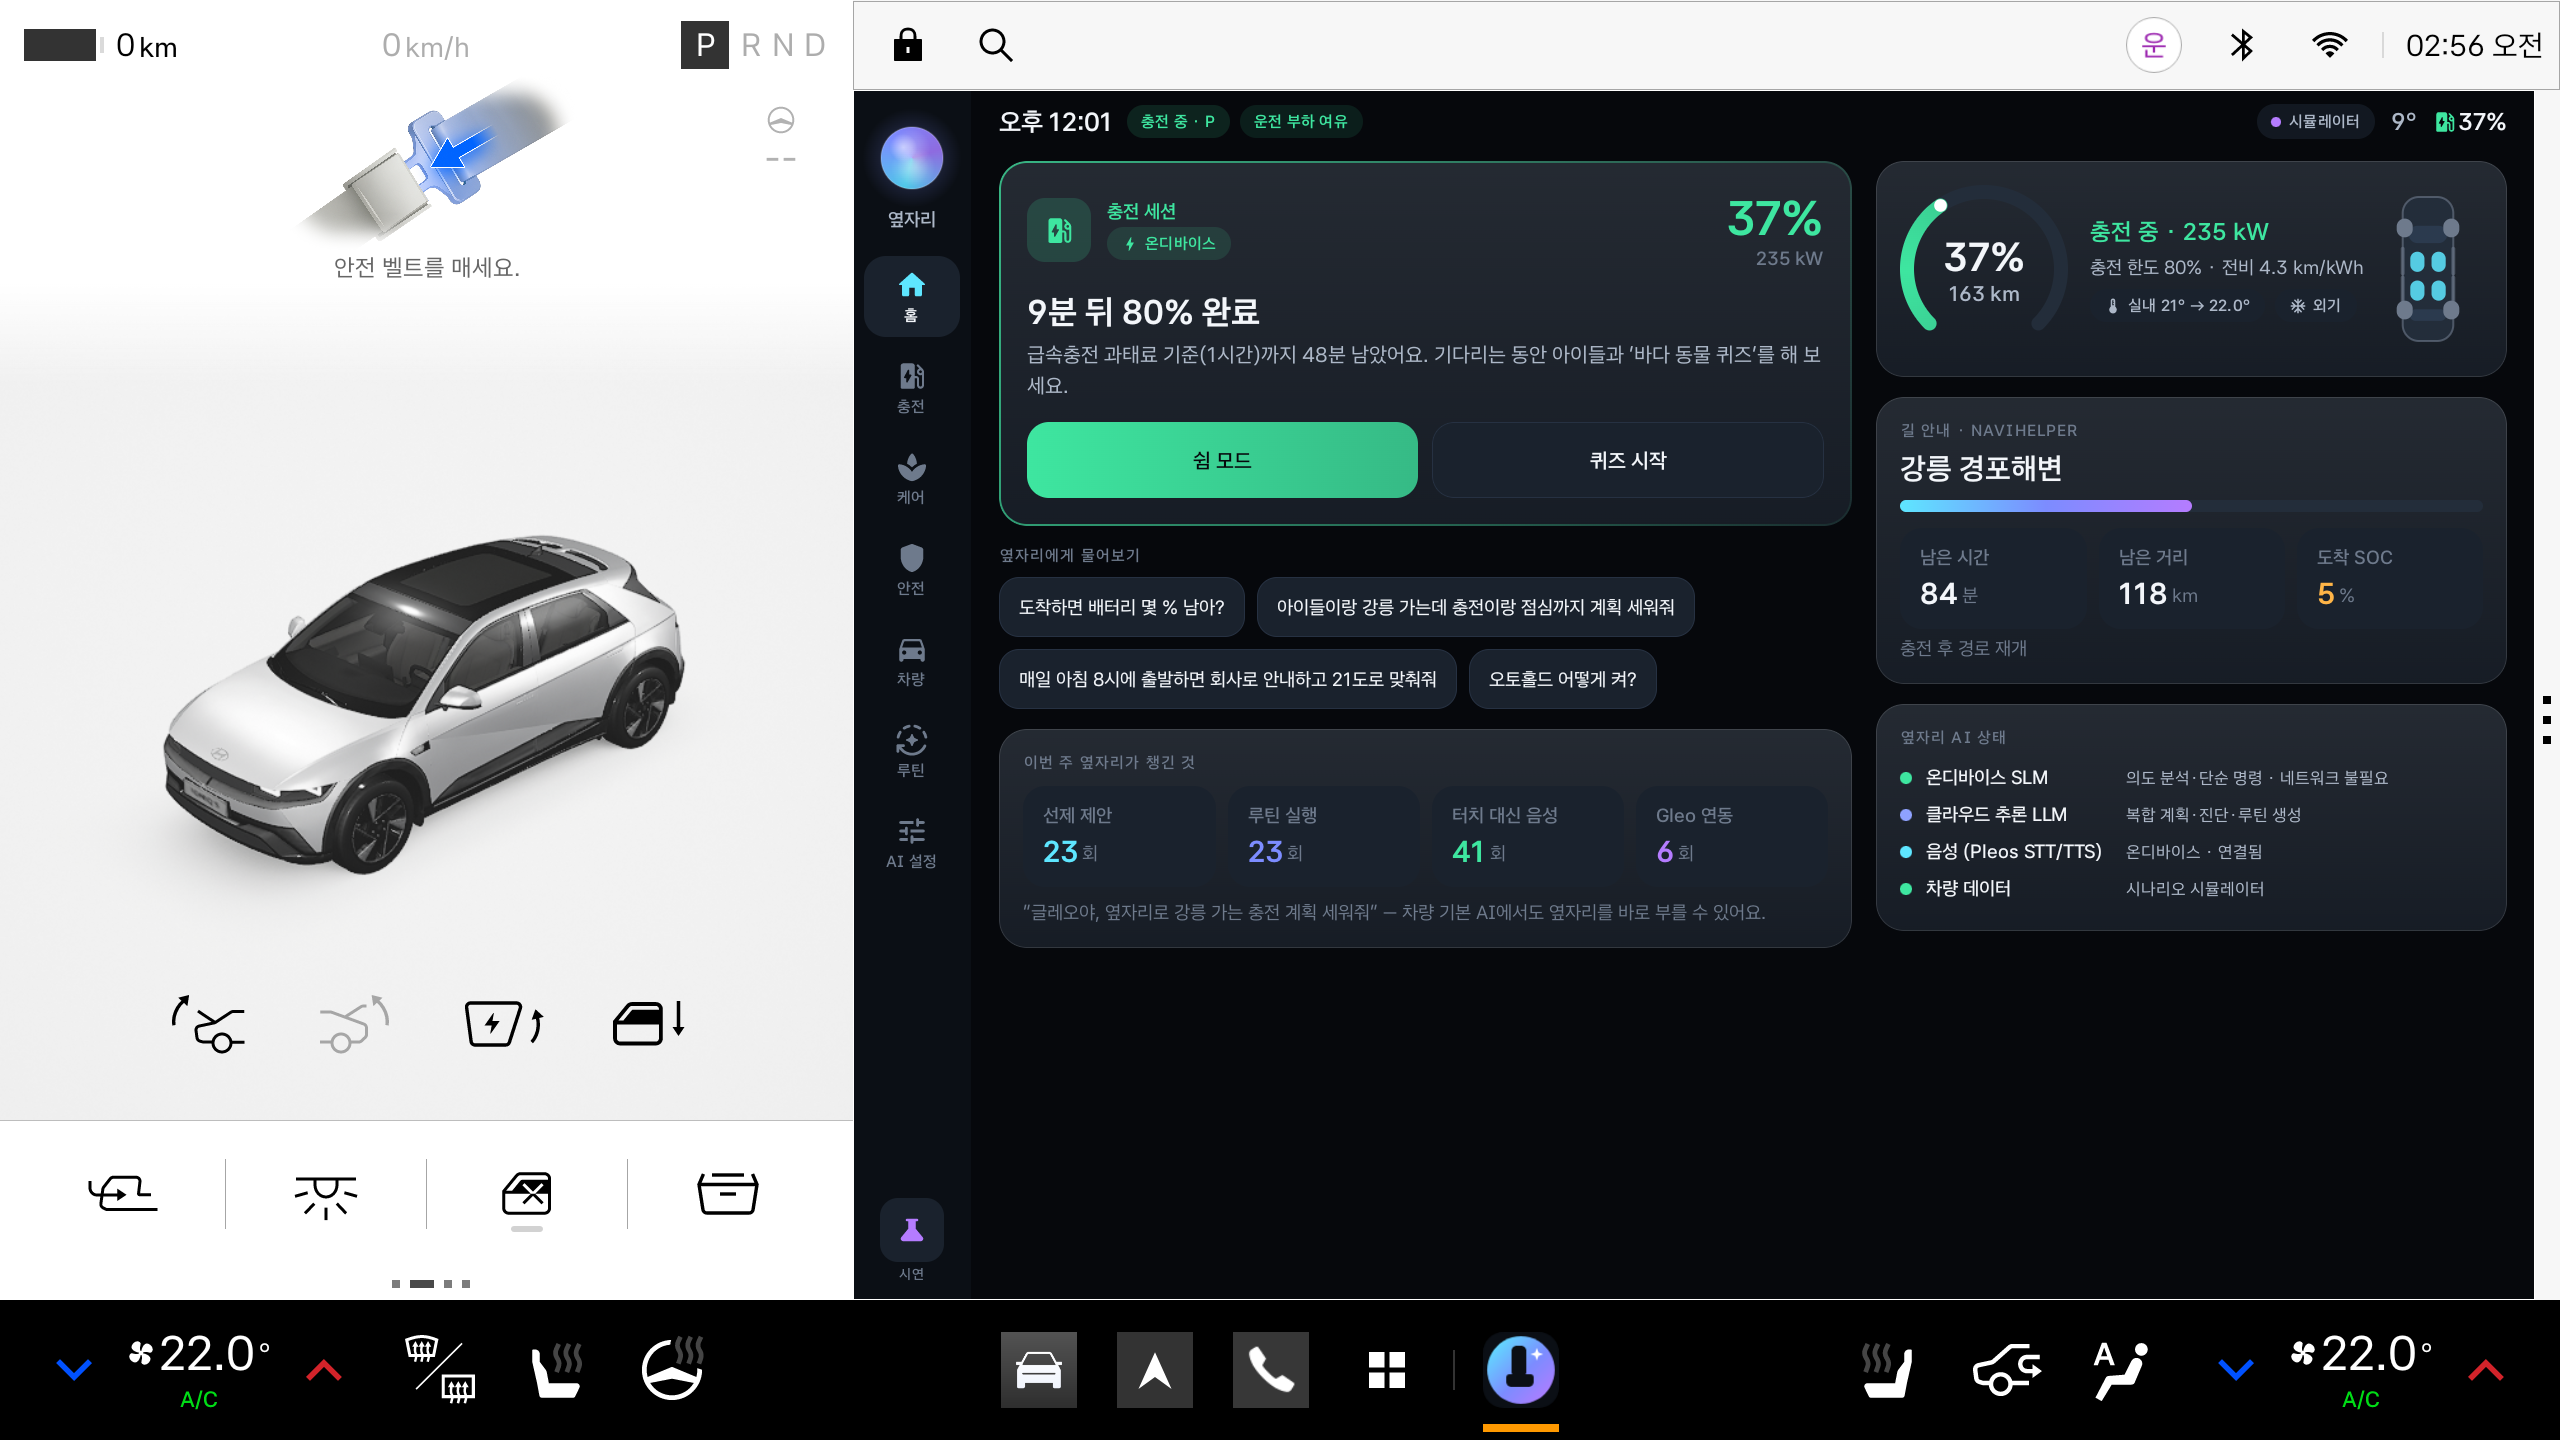 0 km
0 km/h
P R N D
안전 벨트를 매세요.
운
02:56 오전
옆자리
홈
충전
케어
안전
차량
루틴
AI 설정
시연
오후 12:01
충전 중 · P
운전 부하 여유
시뮬레이터
9°
37%
충전 세션
온디바이스
37%
235 kW
9분 뒤 80% 완료
급속충전 과태료 기준(1시간)까지 48분 남았어요. 기다리는 동안 아이들과 ‘바다 동물 퀴즈’를 해 보
세요.
쉼 모드
퀴즈 시작
옆자리에게 물어보기
도착하면 배터리 몇 % 남아?
아이들이랑 강릉 가는데 충전이랑 점심까지 계획 세워줘
매일 아침 8시에 출발하면 회사로 안내하고 21도로 맞춰줘
오토홀드 어떻게 켜?
이번 주 옆자리가 챙긴 것
선제 제안
23 회
루틴 실행
23 회
터치 대신 음성
41 회
Gleo 연동
6 회
“글레오야, 옆자리로 강릉 가는 충전 계획 세워줘” — 차량 기본 AI에서도 옆자리를 바로 부를 수 있어요.
37%
163 km
충전 중 · 235 kW
충전 한도 80% · 전비 4.3 km/kWh
실내 21° → 22.0°
외기
길 안내 · NAVIHELPER
강릉 경포해변
남은 시간
84 분
남은 거리
118 km
도착 SOC
5 %
충전 후 경로 재개
옆자리 AI 상태
온디바이스 SLM
의도 분석·단순 명령 · 네트워크 불필요
클라우드 추론 LLM
복합 계획·진단·루틴 생성
음성 (Pleos STT/TTS)
온디바이스 · 연결됨
차량 데이터
시나리오 시뮬레이터
22.0°
A/C
A
22.0°
A/C